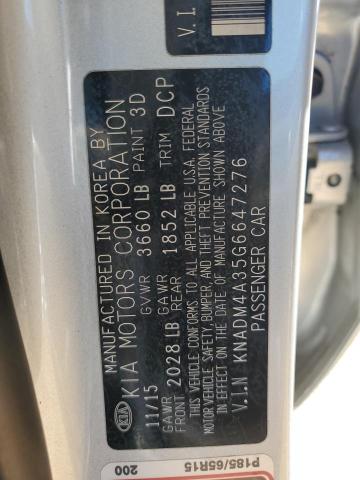 V. I.
MANUFACTURED IN KOREA BY
KIA
KIA MOTORS CORPORATION
11/15 GVWR 3660 LB PAINT 3D
GAWR FRONT 2028 LB GAWR REAR 1852 LB TRIM DCP
THIS VEHICLE CONFORMS TO ALL APPLICABLE U.S.A. FEDERAL
MOTOR VEHICLE SAFETY, BUMPER, AND THEFT PREVENTION STANDARDS
IN EFFECT ON THE DATE OF MANUFACTURE SHOWN ABOVE
V.I.N KNADM4A35G6647276
PASSENGER CAR
P185/65R15
200